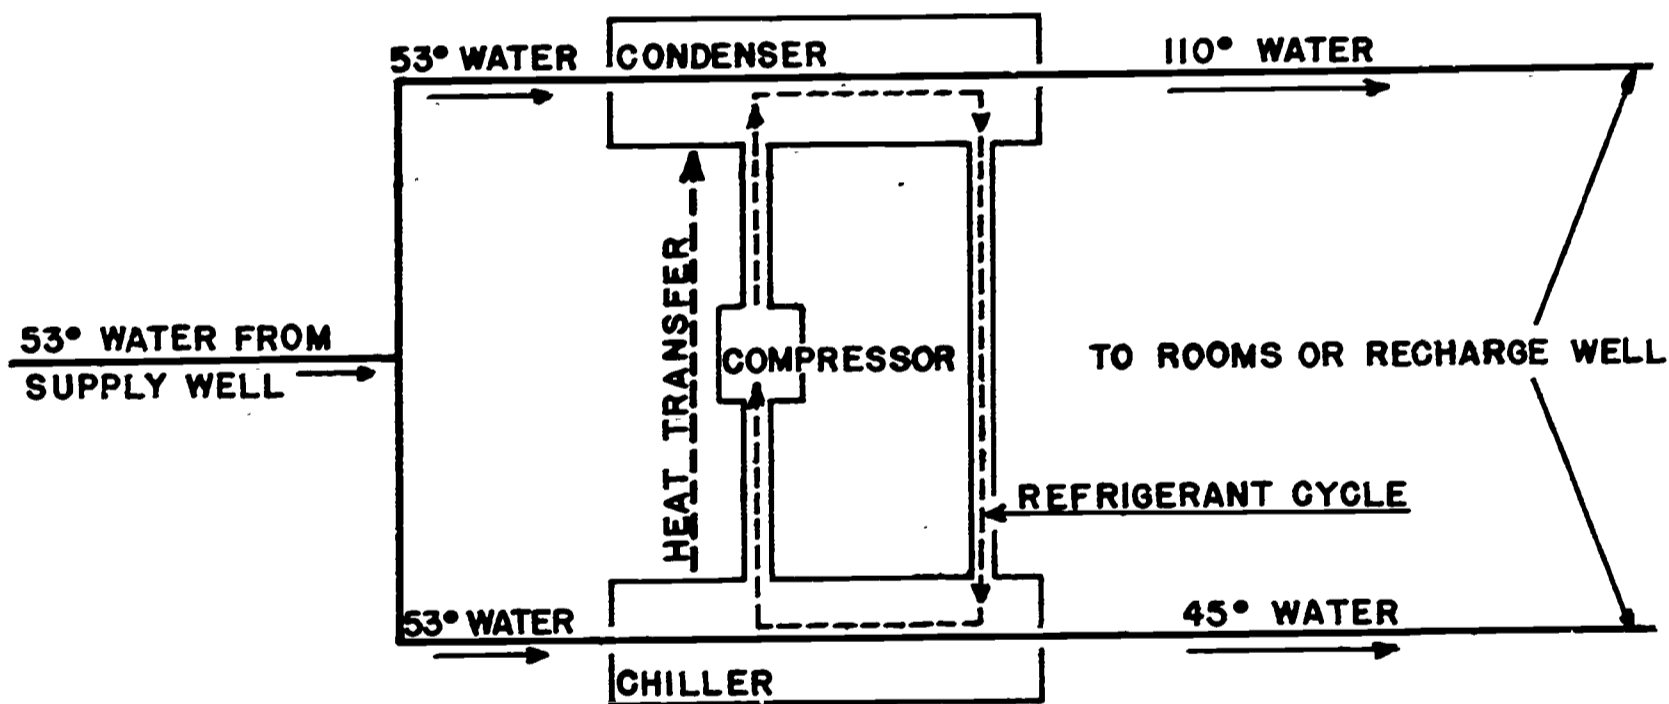 53° WATER
CONDENSER
110° WATER
HEAT TRANSFER
53° WATER FROM
SUPPLY WELL
COMPRESSOR
TO ROOMS OR RECHARGE WELL
REFRIGERANT CYCLE
53° WATER
45° WATER
CHILLER